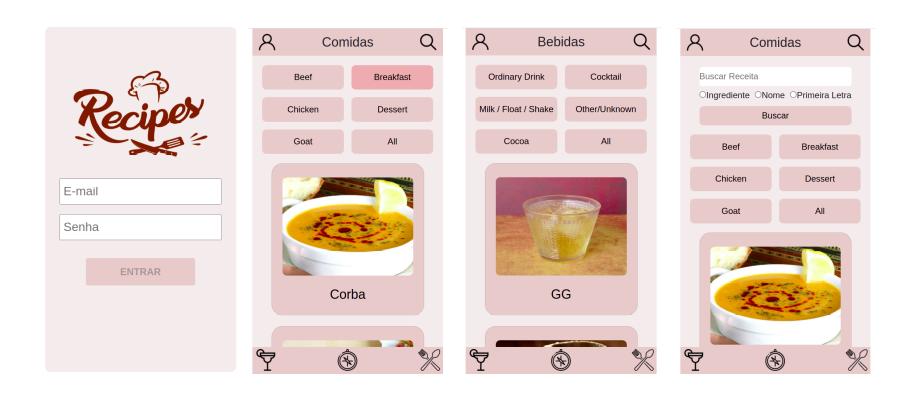 Recipes
E-mail
Senha
ENTRAR
Comidas
Beef
Breakfast
Chicken
Dessert
Goat
All
Corba
Bebidas
Ordinary Drink
Cocktail
Milk / Float / Shake
Other/Unknown
Cocoa
All
GG
Comidas
Buscar Receita
Ingrediente Nome Primeira Letra
Buscar
Beef
Breakfast
Chicken
Dessert
Goat
All